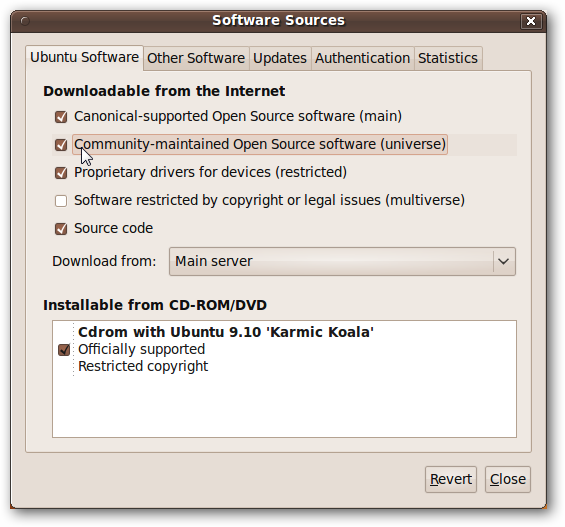 Software Sources
Ubuntu Software Other Software Updates Authentication Statistics
Downloadable from the Internet
Canonical-supported Open Source software (main)
Community-maintained Open Source software (universe)
Proprietary drivers for devices (restricted)
Software restricted by copyright or legal issues (multiverse)
Source code
Download from: Main server
Installable from CD-ROM/DVD
Cdrom with Ubuntu 9.10 'Karmic Koala'
Officially supported
Restricted copyright
Revert Close